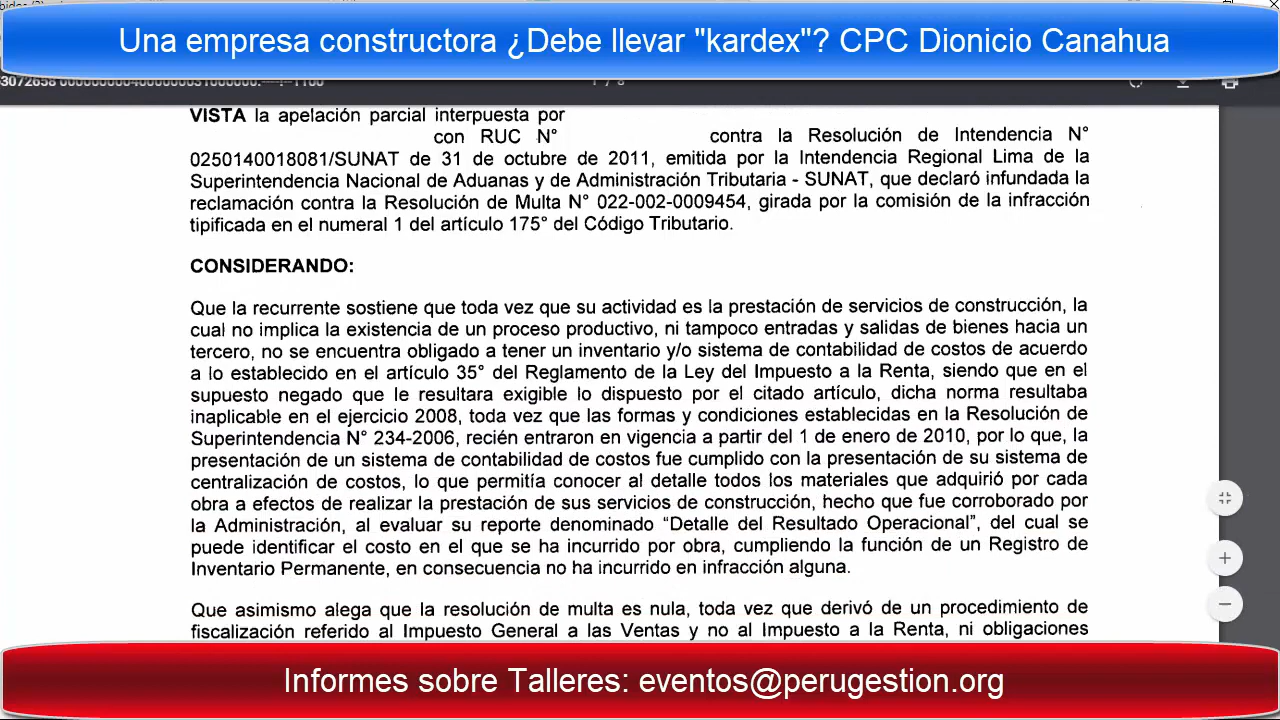 Una empresa constructora ¿Debe llevar "kardex"? CPC Dionicio Canahua
VISTA la apelación parcial interpuesta por
con RUC N° contra la Resolución de Intendencia N°
0250140018081/SUNAT de 31 de octubre de 2011, emitida por la Intendencia Regional Lima de la
Superintendencia Nacional de Aduanas y de Administración Tributaria - SUNAT, que declaró infundada la
reclamación contra la Resolución de Multa N° 022-002-0009454, girada por la comisión de la infracción
tipificada en el numeral 1 del artículo 175° del Código Tributario.
CONSIDERANDO:
Que la recurrente sostiene que toda vez que su actividad es la prestación de servicios de construcción, la
cual no implica la existencia de un proceso productivo, ni tampoco entradas y salidas de bienes hacia un
tercero, no se encuentra obligado a tener un inventario y/o sistema de contabilidad de costos de acuerdo
a lo establecido en el artículo 35° del Reglamento de la Ley del Impuesto a la Renta, siendo que en el
supuesto negado que le resultara exigible lo dispuesto por el citado artículo, dicha norma resultaba
inaplicable en el ejercicio 2008, toda vez que las formas y condiciones establecidas en la Resolución de
Superintendencia N° 234-2006, recién entraron en vigencia a partir del 1 de enero de 2010, por lo que, la
presentación de un sistema de contabilidad de costos fue cumplido con la presentación de su sistema de
centralización de costos, lo que permitía conocer al detalle todos los materiales que adquirió por cada
obra a efectos de realizar la prestación de sus servicios de construcción, hecho que fue corroborado por
la Administración, al evaluar su reporte denominado "Detalle del Resultado Operacional", del cual se
puede identificar el costo en el que se ha incurrido por obra, cumpliendo la función de un Registro de
Inventario Permanente, en consecuencia no ha incurrido en infracción alguna.
Que asimismo alega que la resolución de multa es nula, toda vez que derivó de un procedimiento de
fiscalización referido al Impuesto General a las Ventas y no al Impuesto a la Renta, ni obligaciones
Informes sobre Talleres: eventos@perugestion.org